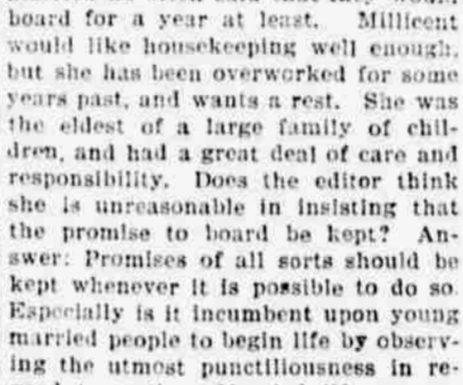 board for a year at least. Millicent
would like housekeeping well enough,
but she has been overworked for some
years past, and wants a rest. She was
the eldest of a large family of chil-
dren, and had a great deal of care and
responsibility. Does the editor think
she is unreasonable in insisting that
the promise to board be kept? An-
swer: Promises of all sorts should be
kept whenever it is possible to do so.
Especially is it incumbent upon young
married people to begin life by observ-
ing the utmost punctiliousness in re-